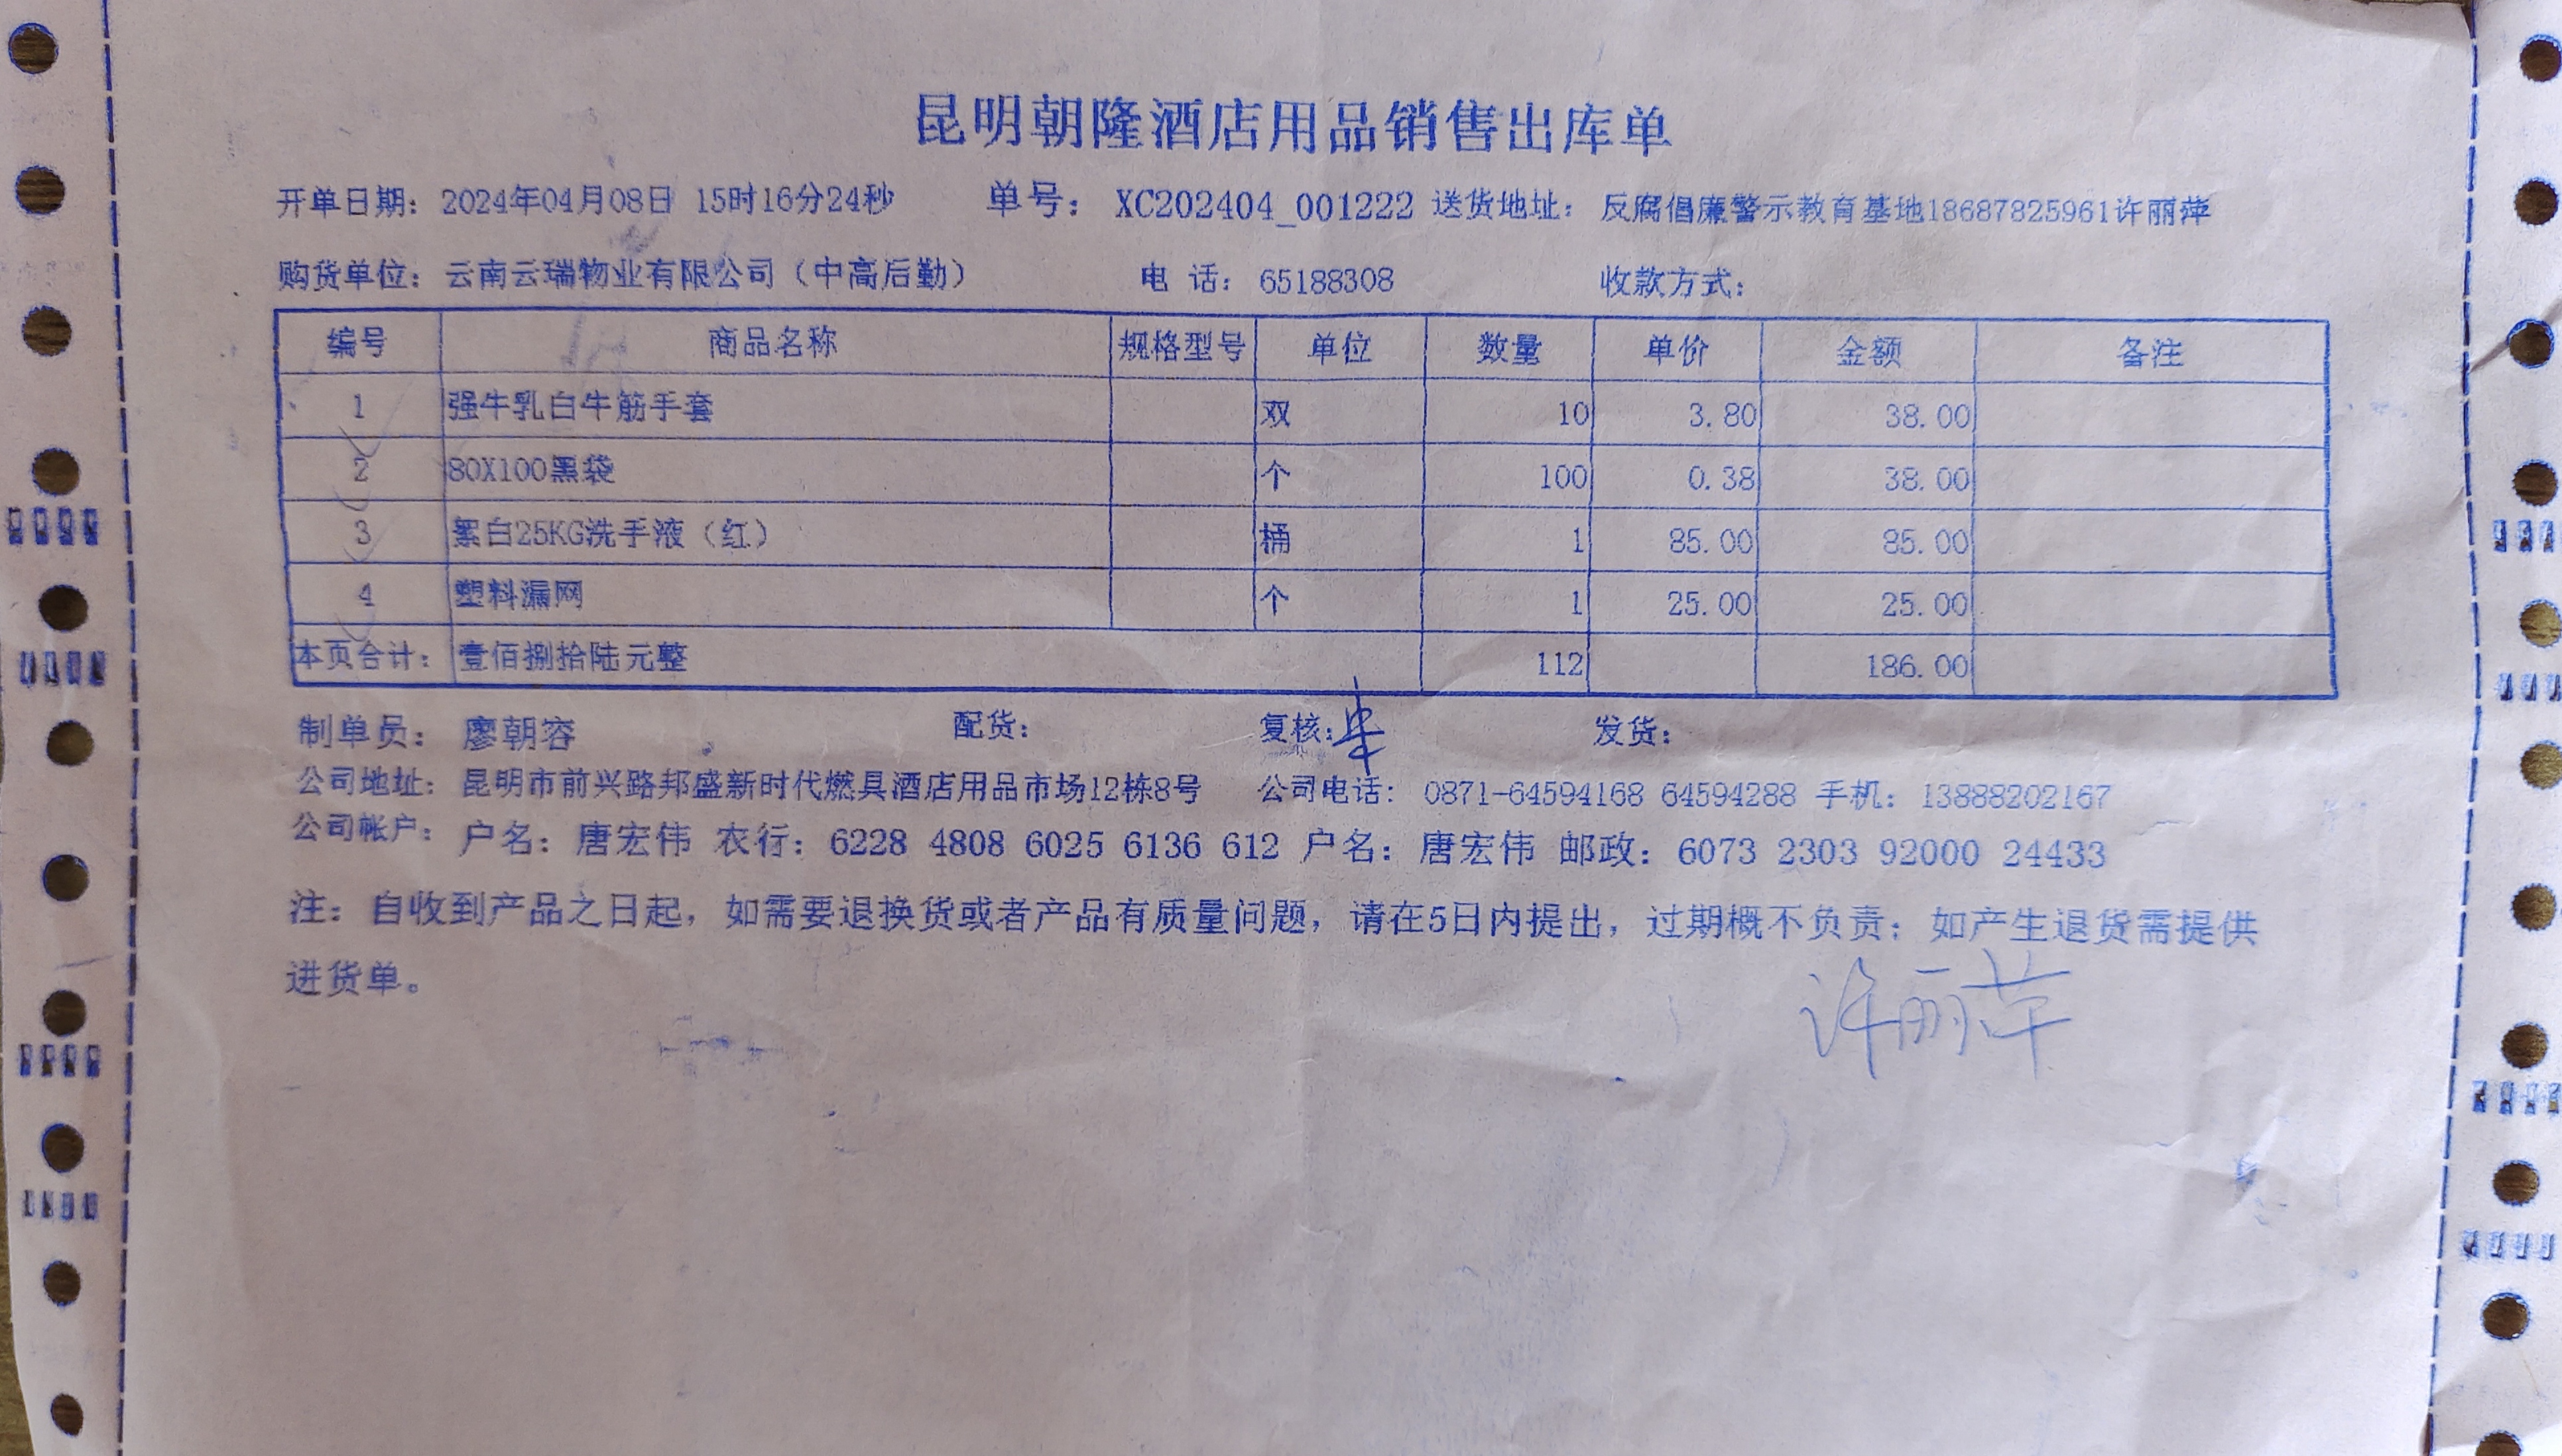 昆明朝隆酒店用品销售出库单
开单日期: 2024年04月08日 15时16分24秒 单号: XC202404_001222 送货地址: 反腐倡廉警示教育基地18687825961许丽萍
购货单位: 云南云瑞物业有限公司（中高后勤） 电 话: 65188308 收款方式:
编号 商品名称 规格型号 单位 数量 单价 金额 备注
1 强牛乳白牛筋手套 双 10 3.80 38.00
2 80X100黑袋 个 100 0.38 38.00
3 絮白25KG洗手液（红） 桶 1 85.00 85.00
4 塑料漏网 个 1 25.00 25.00
本页合计: 壹佰捌拾陆元整 112 186.00
制单员: 廖朝容 配货: 复核: 发货:
公司地址: 昆明市前兴路邦盛新时代燃具酒店用品市场12栋8号 公司电话: 0871-64594168 64594288 手机: 13888202167
公司帐户: 户名: 唐宏伟 农行: 6228 4808 6025 6136 612 户名: 唐宏伟 邮政: 6073 2303 92000 24433
注: 自收到产品之日起，如需要退换货或者产品有质量问题，请在5日内提出，过期概不负责；如产生退货需提供
进货单。
许丽萍